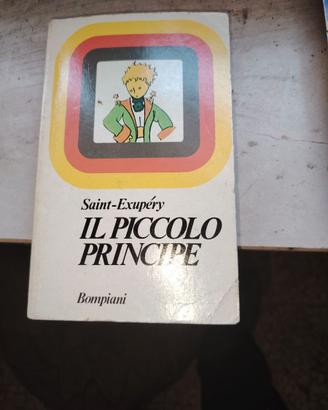 Saint-Exupéry
IL PICCOLO
PRINCIPE
Bompiani